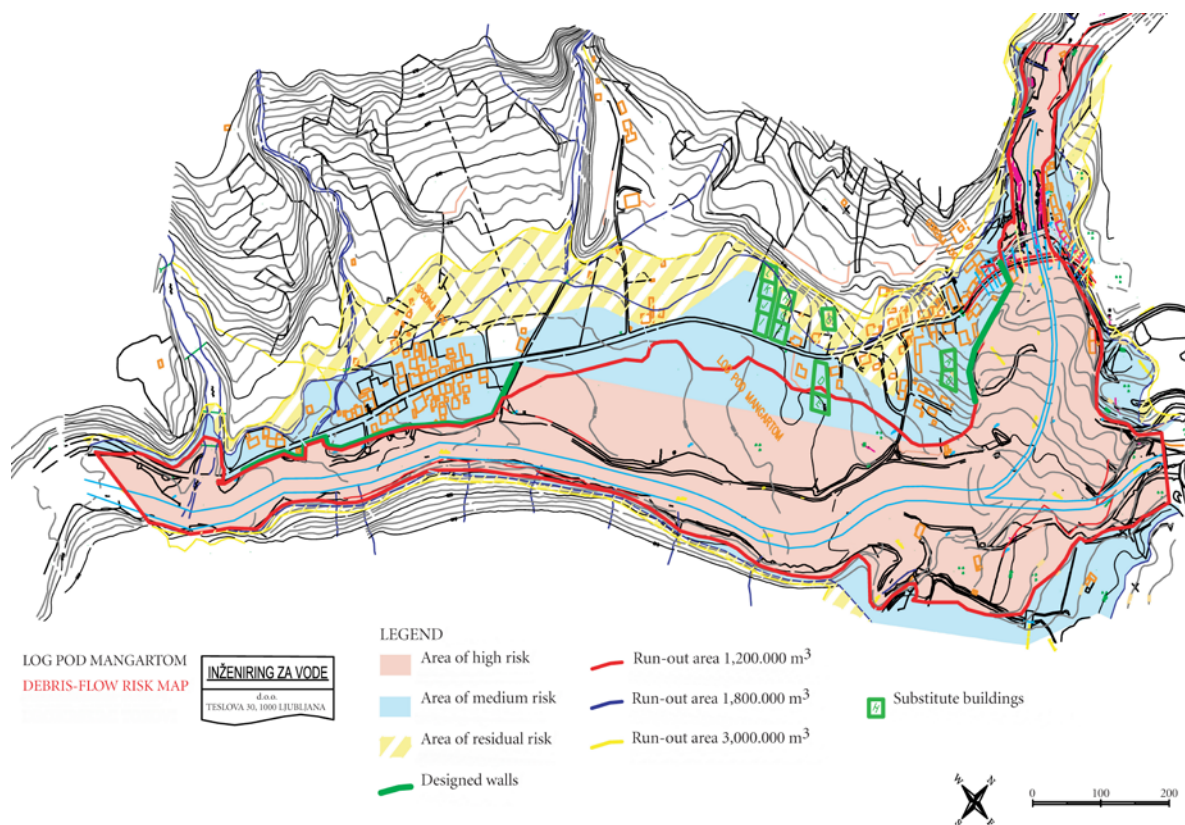 LOG POD MANGARTOM
LOG POD MANGARTOM
DEBRIS-FLOW RISK MAP
INŽENIRING ZA VODE
d.o.o.
TESLOVA 30, 1000 LJUBLJANA
LEGEND
Area of high risk
Area of medium risk
Area of residual risk
Designed walls
Run-out area 1,200.000 m³
Run-out area 1,800.000 m³
Run-out area 3,000.000 m³
Substitute buildings
W N
S E
0 100 200